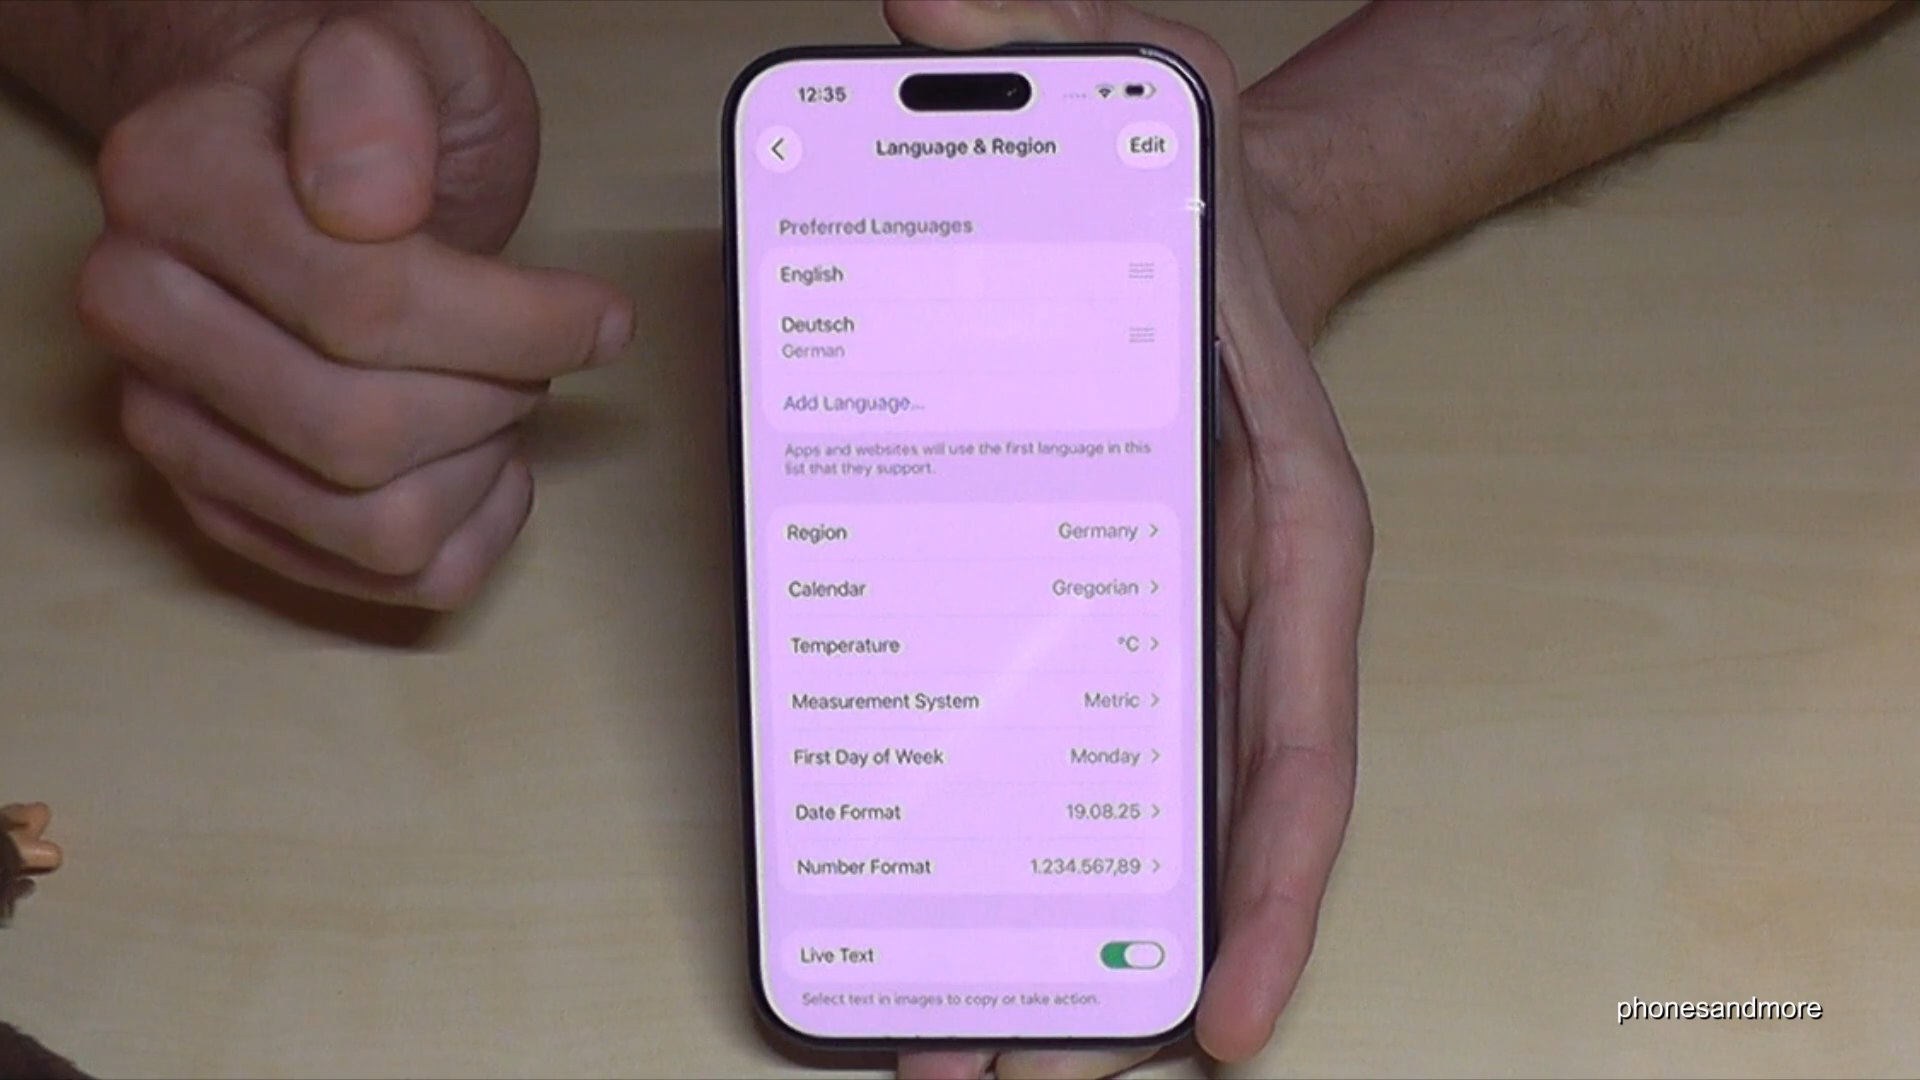 12:35
Language & Region
Edit
Preferred Languages
English
Deutsch
German
Add Language...
Apps and websites will use the first language in this
list that they support.
Region Germany
Calendar Gregorian
Temperature °C
Measurement System Metric
First Day of Week Monday
Date Format 19.08.25
Number Format 1.234.567,89
Live Text
Select text in images to copy or take action.
phonesandmore